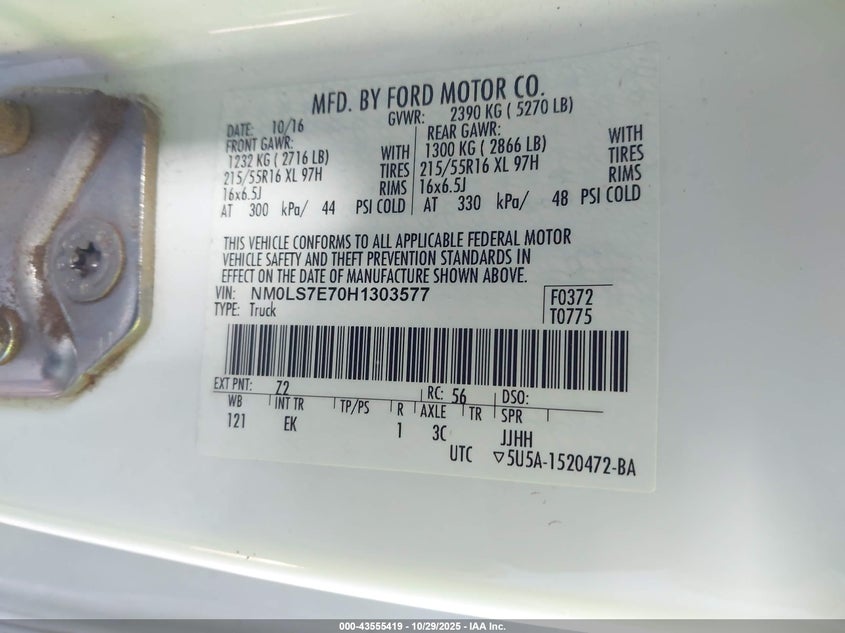 MFD. BY FORD MOTOR CO.
DATE: 10/16 GVWR: 2390 KG ( 5270 LB)
FRONT GAWR: REAR GAWR:
1232 KG ( 2716 LB) WITH 1300 KG ( 2866 LB) WITH
215/55R16 XL 97H TIRES 215/55R16 XL 97H TIRES
16x6.5J RIMS 16x6.5J RIMS
AT 300 kPa/ 44 PSI COLD AT 330 kPa/ 48 PSI COLD
THIS VEHICLE CONFORMS TO ALL APPLICABLE FEDERAL MOTOR
VEHICLE SAFETY AND THEFT PREVENTION STANDARDS IN
EFFECT ON THE DATE OF MANUFACTURE SHOWN ABOVE.
VIN: NM0LS7E70H1303577 F0372
TYPE: Truck T0775
EXT PNT: Z2 RC: 56 DSO:
WB INT TR TP/PS R AXLE TR SPR
121 EK 1 3C JJHH
UTC ▽5U5A-1520472-BA
000-43555419 | 10/29/2025 - IAA Inc.